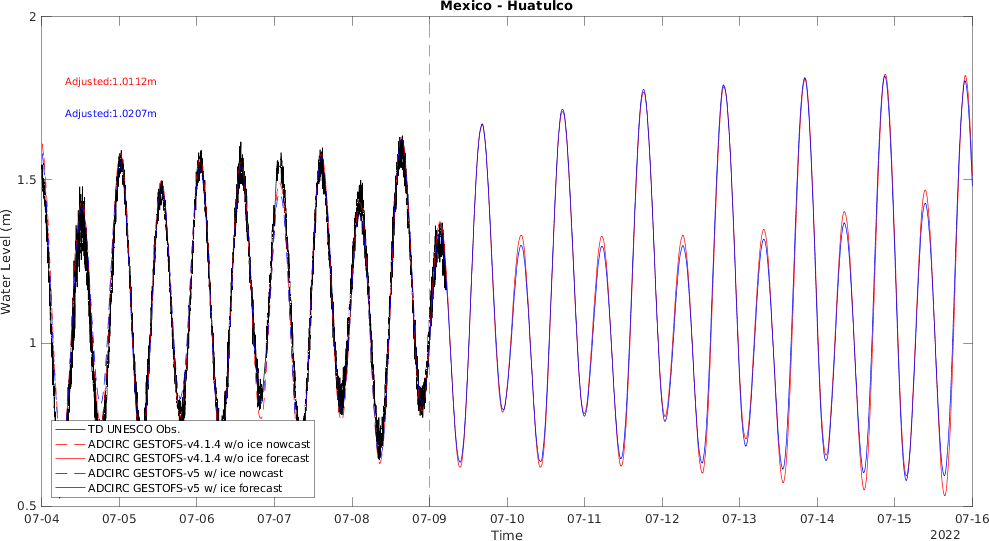 Mexico - Huatulco
2
Adjusted:1.0112m
Adjusted:1.0207m
1.5
Water Level (m)
1
TD UNESCO Obs.
ADCIRC GESTOFS-v4.1.4 w/o ice nowcast
ADCIRC GESTOFS-v4.1.4 w/o ice forecast
ADCIRC GESTOFS-v5 w/ ice nowcast
ADCIRC GESTOFS-v5 w/ ice forecast
0.5
07-04 07-05 07-06 07-07 07-08 07-09 07-10 07-11 07-12 07-13 07-14 07-15 07-16
Time
2022